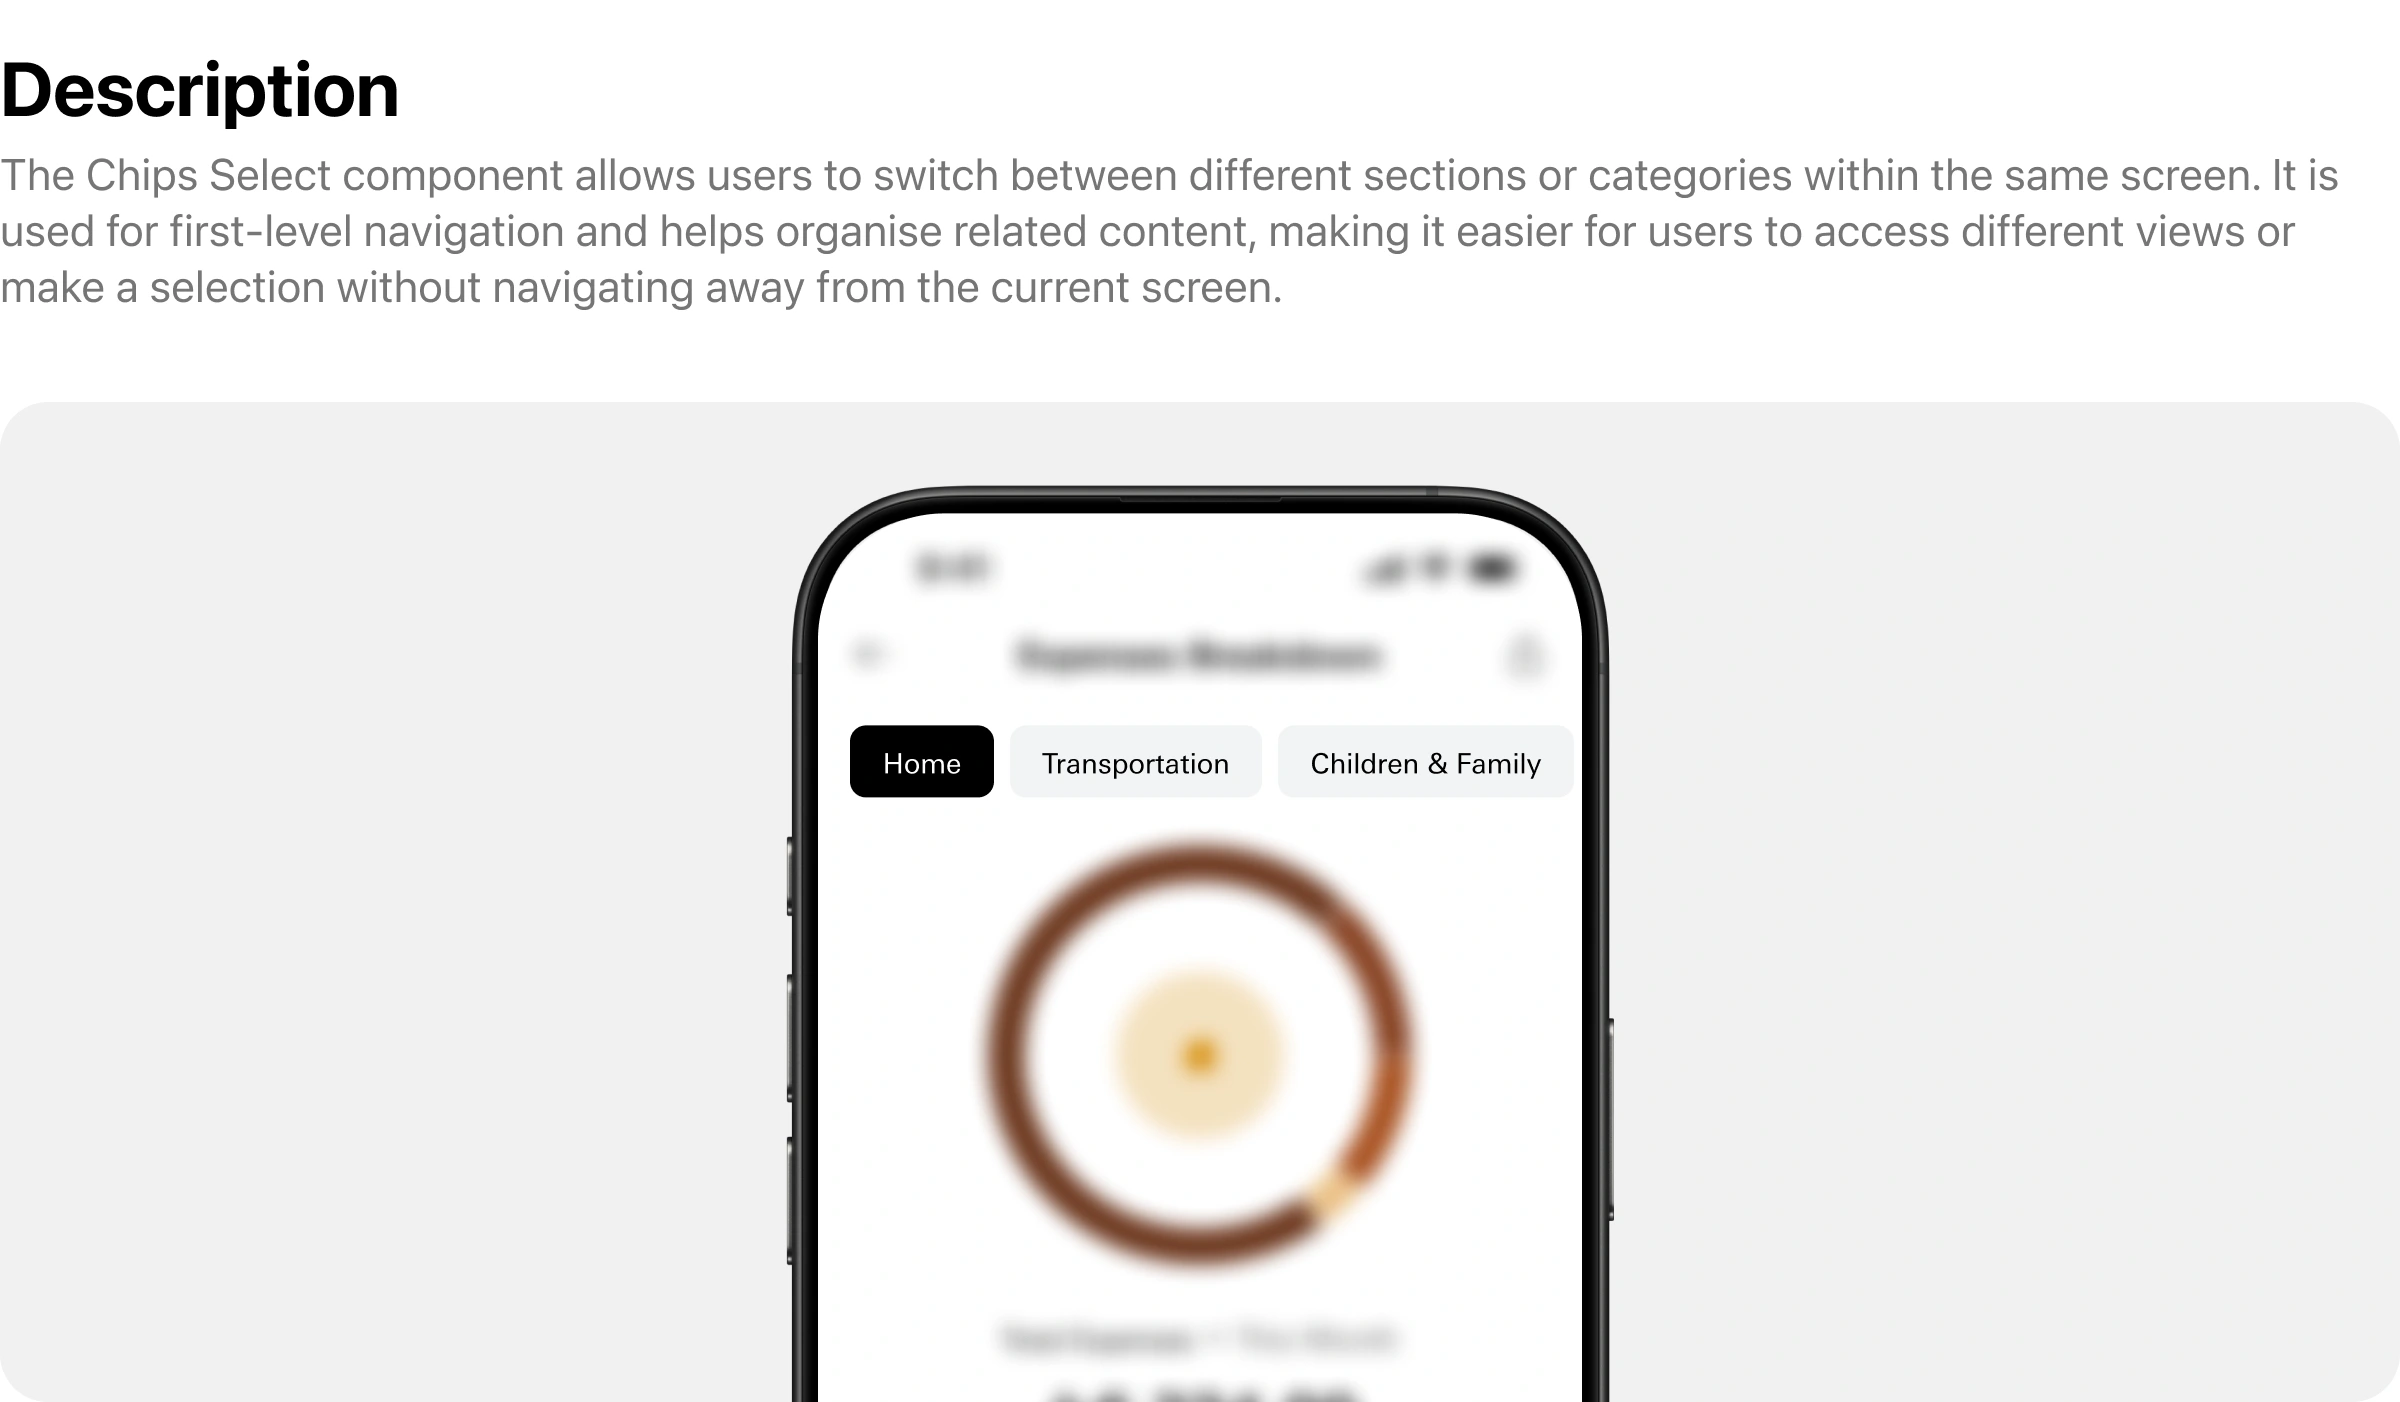 Description
The Chips Select component allows users to switch between different sections or categories within the same screen. It is
used for first-level navigation and helps organise related content, making it easier for users to access different views or
make a selection without navigating away from the current screen.
Expenses Breakdown
Home Transportation Children & Family